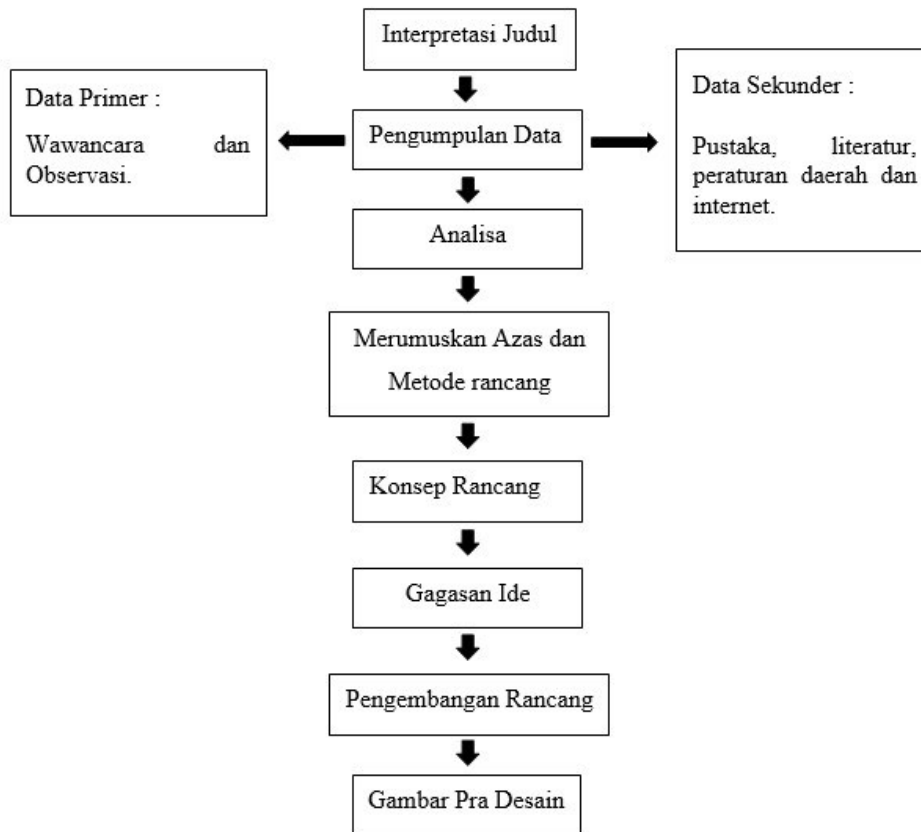 Interpretasi Judul
Data Primer :
Wawancara dan
Observasi.
Pengumpulan Data
Data Sekunder :
Pustaka, literatur,
peraturan daerah dan
internet.
Analisa
Merumuskan Azas dan
Metode rancang
Konsep Rancang
Gagasan Ide
Pengembangan Rancang
Gambar Pra Desain